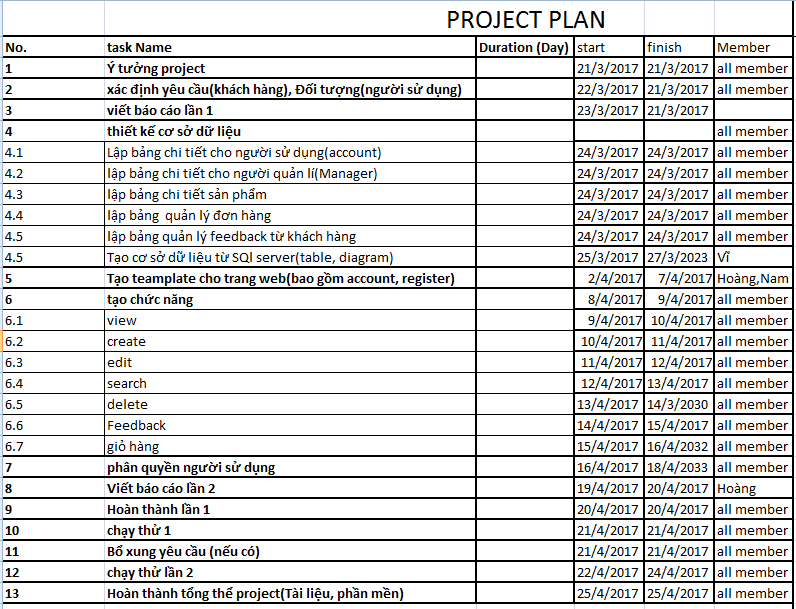 PROJECT PLAN
No. task Name Duration (Day) start finish Member
1 Ý tưởng project 21/3/2017 21/3/2017 all member
2 xác định yêu cầu(khách hàng), Đối tượng(người sử dụng) 22/3/2017 21/3/2017 all member
3 viết báo cáo lần 1 23/3/2017 21/3/2017
4 thiết kế cơ sở dữ liệu all member
4.1 Lập bảng chi tiết cho người sử dụng(account) 24/3/2017 24/3/2017 all member
4.2 lập bảng chi tiết cho người quản lí(Manager) 24/3/2017 24/3/2017 all member
4.3 lập bảng chi tiết sản phẩm 24/3/2017 24/3/2017 all member
4.4 lập bảng quản lý đơn hàng 24/3/2017 24/3/2017 all member
4.5 lập bảng quản lý feedback từ khách hàng 24/3/2017 24/3/2017 all member
4.5 Tạo cơ sở dữ liệu từ SQl server(table, diagram) 25/3/2017 27/3/2023 Vĩ
5 Tạo teamplate cho trang web(bao gồm account, register) 2/4/2017 7/4/2017 Hoàng,Nam
6 tạo chức năng 8/4/2017 9/4/2017 all member
6.1 view 9/4/2017 10/4/2017 all member
6.2 create 10/4/2017 11/4/2017 all member
6.3 edit 11/4/2017 12/4/2017 all member
6.4 search 12/4/2017 13/4/2017 all member
6.5 delete 13/4/2017 14/3/2030 all member
6.6 Feedback 14/4/2017 15/4/2017 all member
6.7 giỏ hàng 15/4/2017 16/4/2032 all member
7 phân quyền người sử dụng 16/4/2017 18/4/2033 all member
8 Viết báo cáo lần 2 19/4/2017 20/4/2017 Hoàng
9 Hoàn thành lần 1 20/4/2017 20/4/2017 all member
10 chạy thử 1 21/4/2017 21/4/2017 all member
11 Bổ xung yêu cầu (nếu có) 21/4/2017 21/4/2017 all member
12 chạy thử lần 2 22/4/2017 24/4/2017 all member
13 Hoàn thành tổng thể project(Tài liệu, phần mền) 25/4/2017 25/4/2017 all member